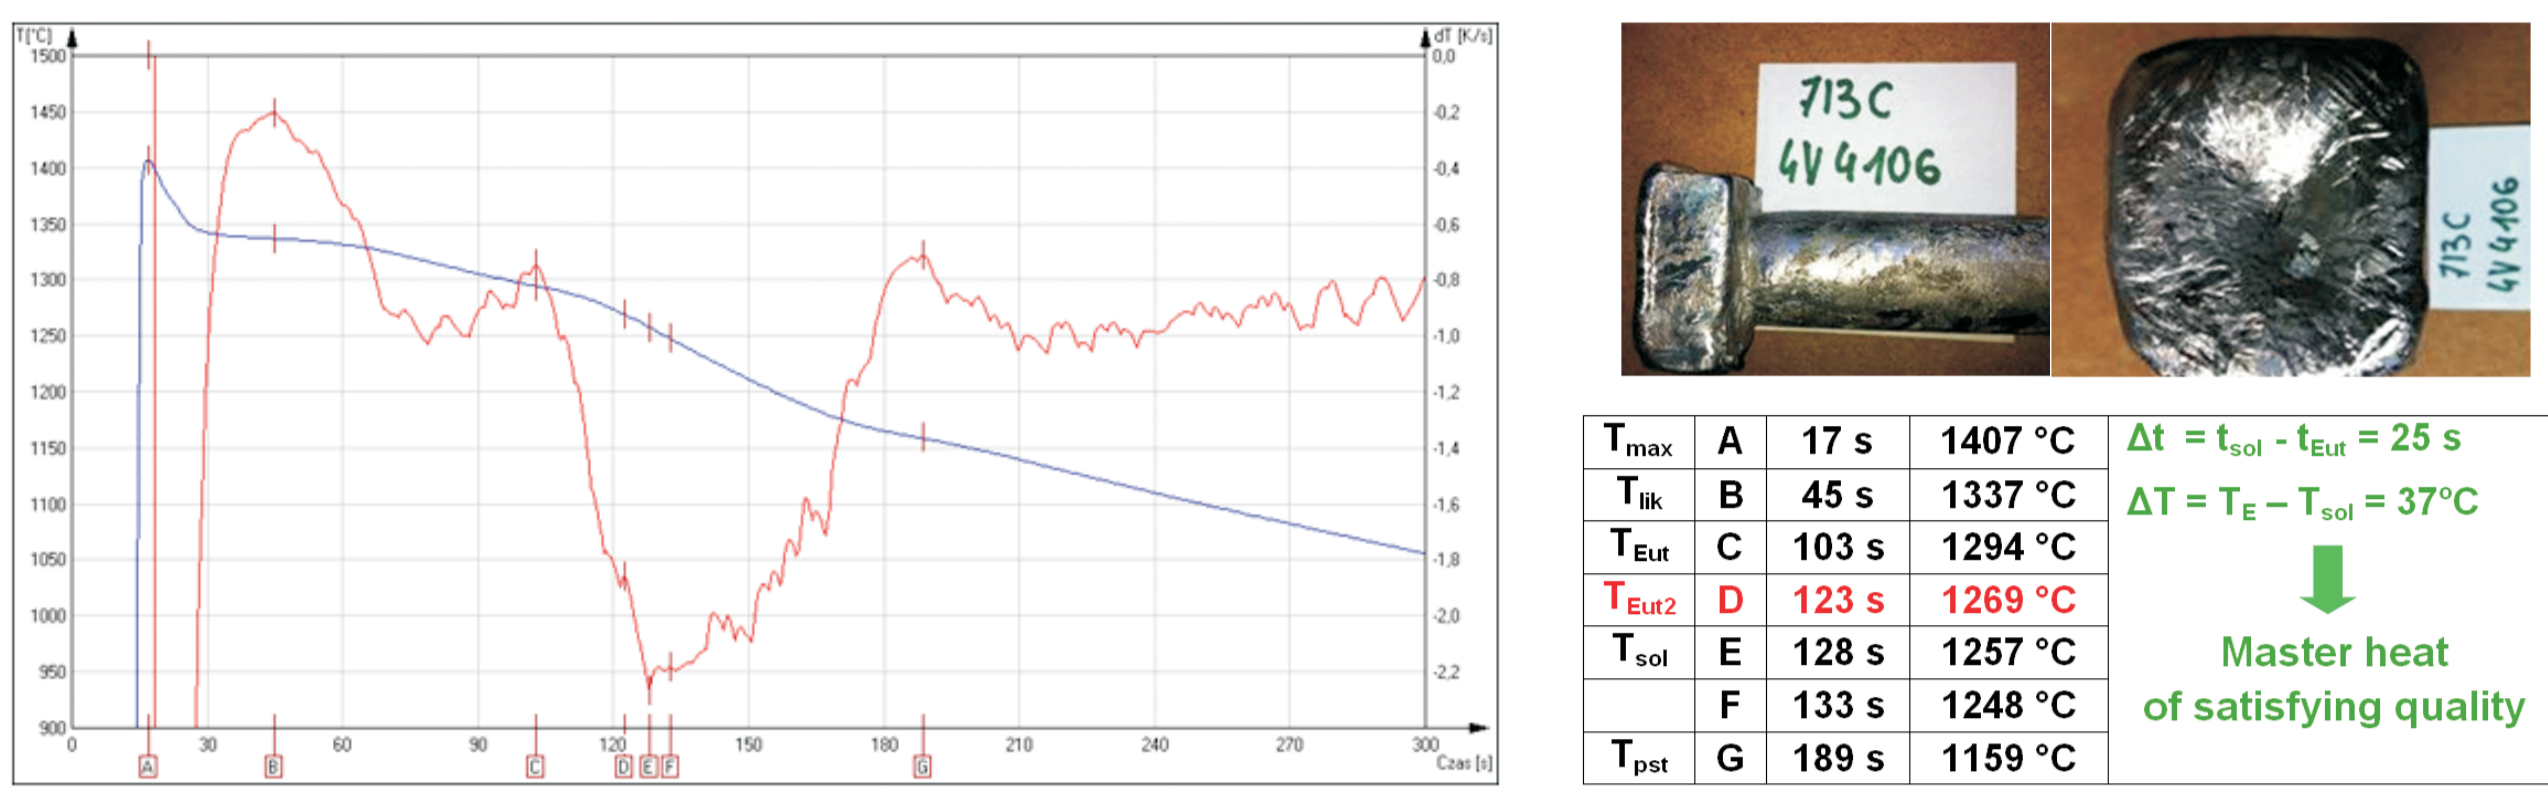 T[°C]
dT [K/s]
1500
1450
1400
1350
1300
1250
1200
1150
1100
1050
1000
950
900
0,0
-0,2
-0,4
-0,6
-0,8
-1,0
-1,2
-1,4
-1,6
-1,8
-2,0
-2,2
0 30 60 90 120 150 180 210 240 270 300
Czas [s]
A B C D E F G
713C
4V4106
713C
4V4106
Tmax A 17 s 1407 °C
Tlik B 45 s 1337 °C
TEut C 103 s 1294 °C
TEut2 D 123 s 1269 °C
Tsol E 128 s 1257 °C
F 133 s 1248 °C
Tpst G 189 s 1159 °C
Δt = tsol - tEut = 25 s
ΔT = TE – Tsol = 37°C
Master heat
of satisfying quality